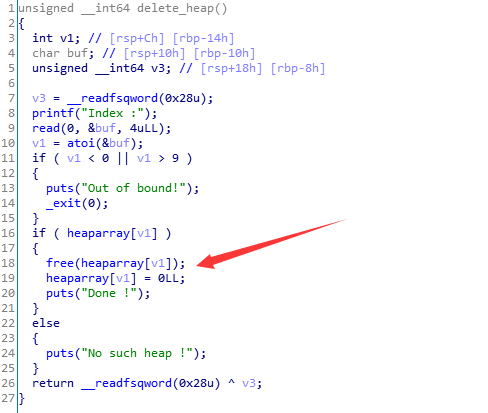 1 unsigned __int64 delete_heap()
2 {
3 int v1; // [rsp+Ch] [rbp-14h]
4 char buf; // [rsp+10h] [rbp-10h]
5 unsigned __int64 v3; // [rsp+18h] [rbp-8h]
6
7 v3 = __readfsqword(0x28u);
8 printf("Index :");
9 read(0, &buf, 4uLL);
10 v1 = atoi(&buf);
11 if ( v1 < 0 || v1 > 9 )
12 {
13 puts("Out of bound!");
14 _exit(0);
15 }
16 if ( heaparray[v1] )
17 {
18 free(heaparray[v1]);
19 heaparray[v1] = 0LL;
20 puts("Done !");
21 }
22 else
23 {
24 puts("No such heap !");
25 }
26 return __readfsqword(0x28u) ^ v3;
27 }